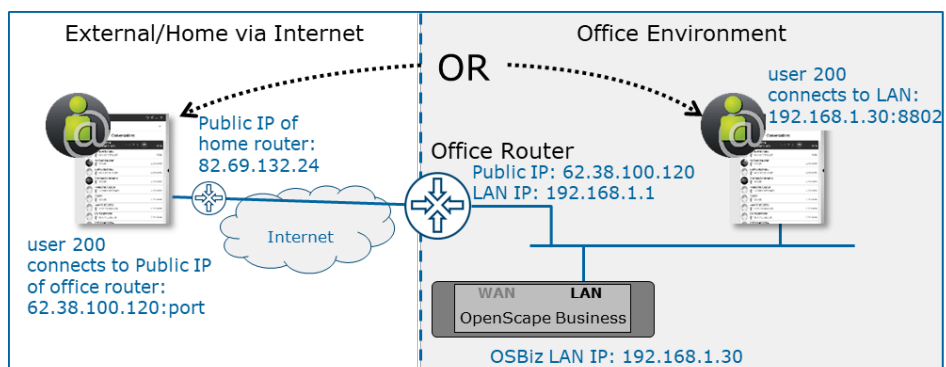 External/Home via Internet
Office Environment
OR
user 200
connects to LAN:
192.168.1.30:8802
@
Public IP of
home router:
82.69.132.24
@
Office Router
Public IP: 62.38.100.120
LAN IP: 192.168.1.1
Internet
user 200
connects to Public IP
of office router:
62.38.100.120:port
WAN LAN
OpenScape Business
OSBiz LAN IP: 192.168.1.30